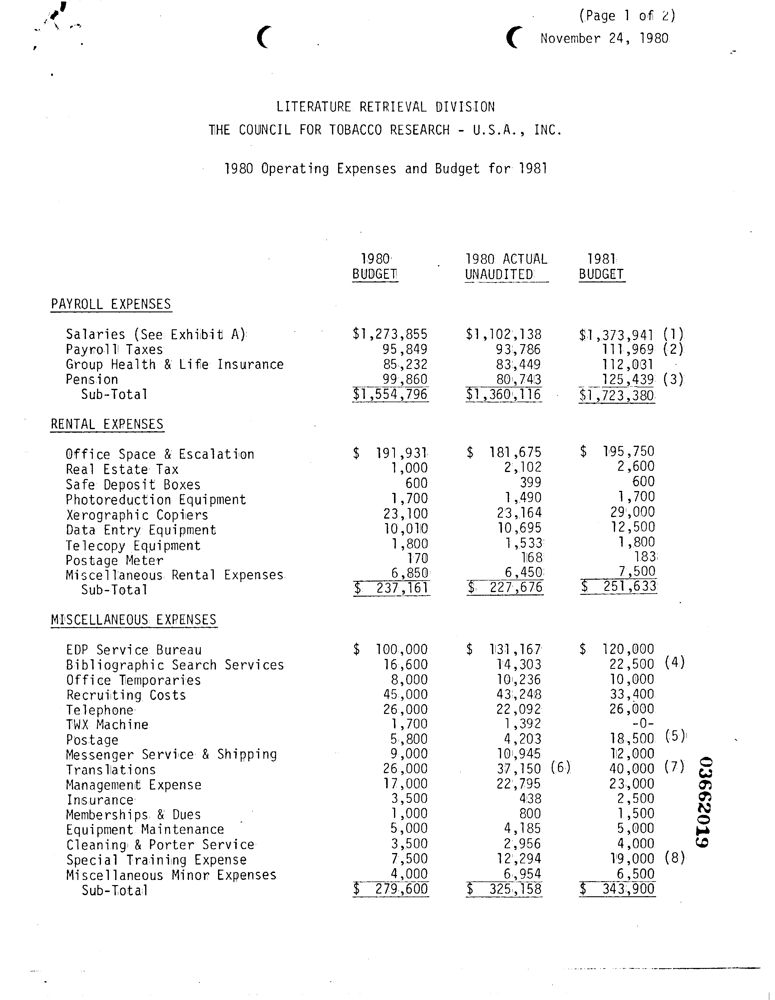 (Page 1 of 2)
November 24, 1980
LITERATURE RETRIEVAL DIVISION
THE COUNCIL FOR TOBACCO RESEARCH - U.S.A., INC.
1980 Operating Expenses and Budget for 1981
1980 1980 ACTUAL 1981
BUDGET UNAUDITED BUDGET
PAYROLL EXPENSES
Salaries (See Exhibit A) $1,273,855 $1,102,138 $1,373,941 (1)
Payroll Taxes 95,849 93,786 111,969 (2)
Group Health & Life Insurance 85,232 83,449 112,031
Pension 99,860 80,743 125,439 (3)
Sub-Total $1,554,796 $1,360,116 $1,723,380
RENTAL EXPENSES
Office Space & Escalation $ 191,931 $ 181,675 $ 195,750
Real Estate Tax 1,000 2,102 2,600
Safe Deposit Boxes 600 399 600
Photoreduction Equipment 1,700 1,490 1,700
Xerographic Copiers 23,100 23,164 29,000
Data Entry Equipment 10,010 10,695 12,500
Telecopy Equipment 1,800 1,533 1,800
Postage Meter 170 168 183
Miscellaneous Rental Expenses 6,850 6,450 7,500
Sub-Total $ 237,161 $ 227,676 $ 251,633
MISCELLANEOUS EXPENSES
EDP Service Bureau $ 100,000 $ 131,167 $ 120,000
Bibliographic Search Services 16,600 14,303 22,500 (4)
Office Temporaries 8,000 10,236 10,000
Recruiting Costs 45,000 43,248 33,400
Telephone 26,000 22,092 26,000
TWX Machine 1,700 1,392 -0-
Postage 5,800 4,203 18,500 (5)
Messenger Service & Shipping 9,000 10,945 12,000
Translations 26,000 37,150 (6) 40,000 (7)
Management Expense 17,000 22,795 23,000
Insurance 3,500 438 2,500
Memberships & Dues 1,000 800 1,500
Equipment Maintenance 5,000 4,185 5,000
Cleaning & Porter Service 3,500 2,956 4,000
Special Training Expense 7,500 12,294 19,000 (8)
Miscellaneous Minor Expenses 4,000 6,954 6,500
Sub-Total $ 279,600 $ 325,158 $ 343,900
03662019